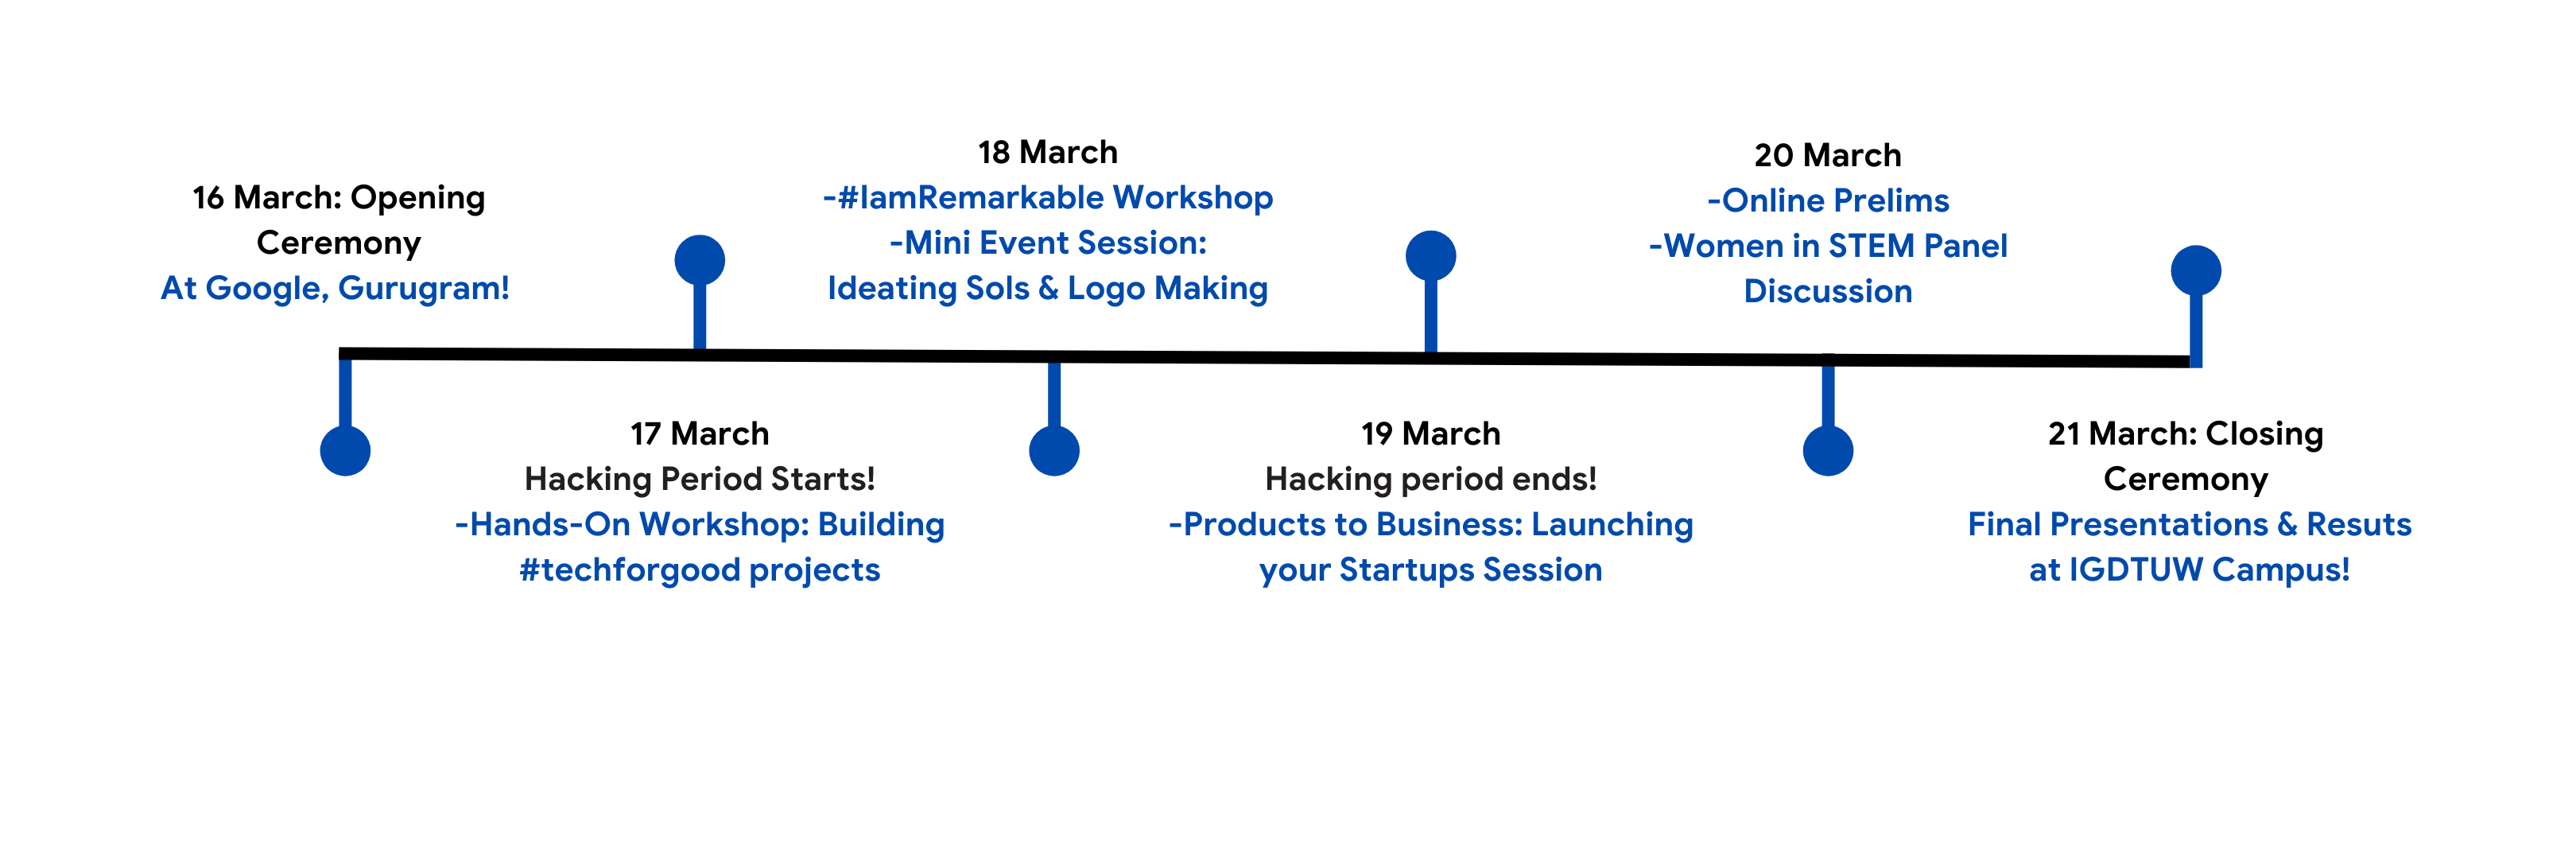 16 March: Opening
Ceremony
At Google, Gurugram!
17 March
Hacking Period Starts!
-Hands-On Workshop: Building
#techforgood projects
18 March
-#IamRemarkable Workshop
-Mini Event Session:
Ideating Sols & Logo Making
19 March
Hacking period ends!
-Products to Business: Launching
your Startups Session
20 March
-Online Prelims
-Women in STEM Panel
Discussion
21 March: Closing
Ceremony
Final Presentations & Resuts
at IGDTUW Campus!